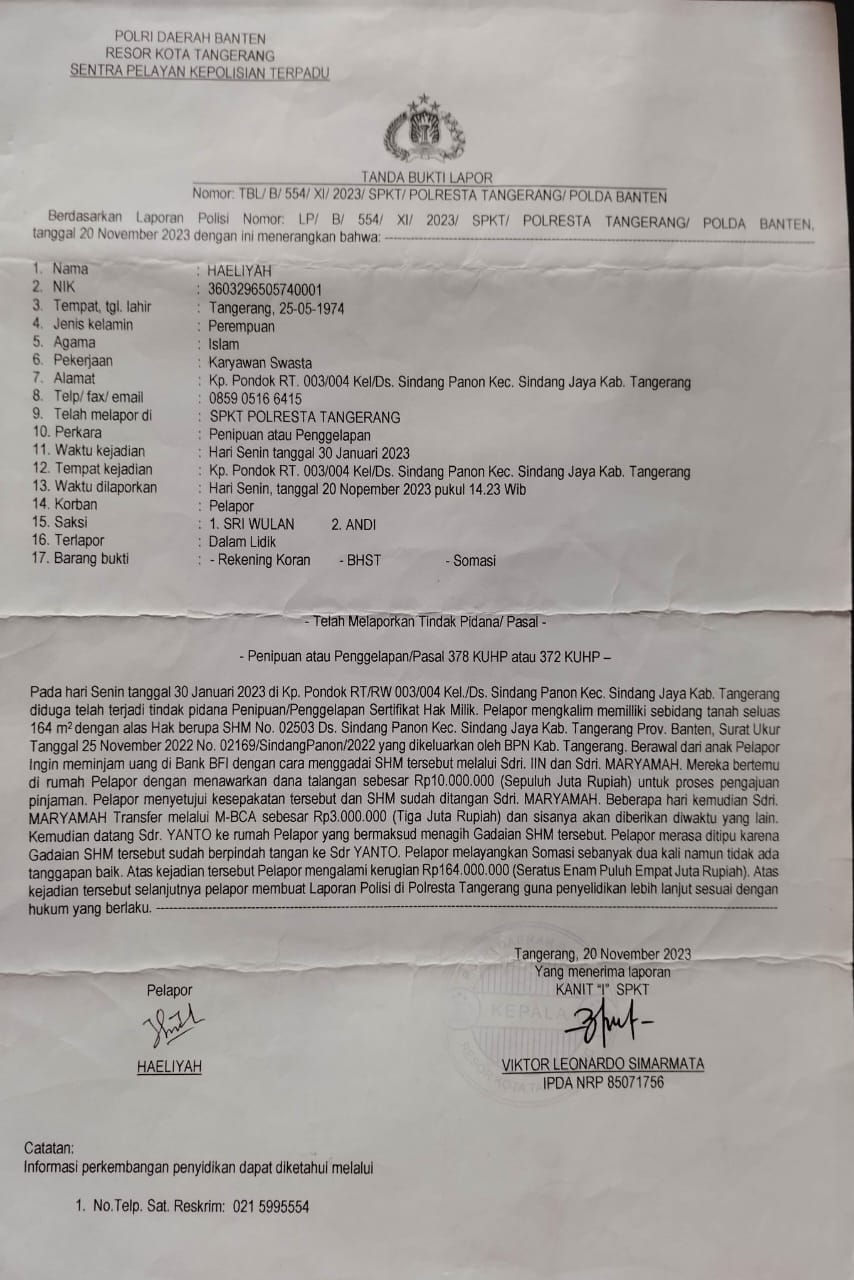 POLRI DAERAH BANTEN
RESOR KOTA TANGERANG
SENTRA PELAYAN KEPOLISIAN TERPADU
TANDA BUKTI LAPOR
Nomor: TBL/ B/ 554/ XI/ 2023/ SPKT/ POLRESTA TANGERANG/ POLDA BANTEN
Berdasarkan Laporan Polisi Nomor: LP/ B/ 554/ XI/ 2023/ SPKT/ POLRESTA TANGERANG/ POLDA BANTEN,
tanggal 20 November 2023 dengan ini menerangkan bahwa: ---
1. Nama : HAELIYAH
2. NIK : 3603296505740001
3. Tempat, tgl. lahir : Tangerang, 25-05-1974
4. Jenis kelamin : Perempuan
5. Agama : Islam
6. Pekerjaan : Karyawan Swasta
7. Alamat : Kp. Pondok RT. 003/004 Kel/Ds. Sindang Panon Kec. Sindang Jaya Kab. Tangerang
8. Telp/ fax/ email : 0859 0516 6415
9. Telah melapor di : SPKT POLRESTA TANGERANG
10. Perkara : Penipuan atau Penggelapan
11. Waktu kejadian : Hari Senin tanggal 30 Januari 2023
12. Tempat kejadian : Kp. Pondok RT. 003/004 Kel/Ds. Sindang Panon Kec. Sindang Jaya Kab. Tangerang
13. Waktu dilaporkan : Hari Senin, tanggal 20 Nopember 2023 pukul 14.23 Wib
14. Korban : Pelapor
15. Saksi : 1. SRI WULAN 2. ANDI
16. Terlapor : Dalam Lidik
17. Barang bukti : - Rekening Koran - BHST - Somasi
- Telah Melaporkan Tindak Pidana/ Pasal -
- Penipuan atau Penggelapan/Pasal 378 KUHP atau 372 KUHP –
Pada hari Senin tanggal 30 Januari 2023 di Kp. Pondok RT/RW 003/004 Kel./Ds. Sindang Panon Kec. Sindang Jaya Kab. Tangerang
diduga telah terjadi tindak pidana Penipuan/Penggelapan Sertifikat Hak Milik. Pelapor mengkalim memilliki sebidang tanah seluas
164 m² dengan alas Hak berupa SHM No. 02503 Ds. Sindang Panon Kec. Sindang Jaya Kab. Tangerang Prov. Banten, Surat Ukur
Tanggal 25 November 2022 No. 02169/SindangPanon/2022 yang dikeluarkan oleh BPN Kab. Tangerang. Berawal dari anak Pelapor
Ingin meminjam uang di Bank BFI dengan cara menggadai SHM tersebut melalui Sdri. IIN dan Sdri. MARYAMAH. Mereka bertemu
di rumah Pelapor dengan menawarkan dana talangan sebesar Rp10.000.000 (Sepuluh Juta Rupiah) untuk proses pengajuan
pinjaman. Pelapor menyetujui kesepakatan tersebut dan SHM sudah ditangan Sdri. MARYAMAH. Beberapa hari kemudian Sdri.
MARYAMAH Transfer melalui M-BCA sebesar Rp3.000.000 (Tiga Juta Rupiah) dan sisanya akan diberikan diwaktu yang lain.
Kemudian datang Sdr. YANTO ke rumah Pelapor yang bermaksud menagih Gadaian SHM tersebut. Pelapor merasa ditipu karena
Gadaian SHM tersebut sudah berpindah tangan ke Sdr YANTO. Pelapor melayangkan Somasi sebanyak dua kali namun tidak ada
tanggapan baik. Atas kejadian tersebut Pelapor mengalami kerugian Rp164.000.000 (Seratus Enam Puluh Empat Juta Rupiah). Atas
kejadian tersebut selanjutnya pelapor membuat Laporan Polisi di Polresta Tangerang guna penyelidikan lebih lanjut sesuai dengan
hukum yang berlaku. ---
Tangerang, 20 November 2023
Yang menerima laporan
Pelapor KANIT "I" SPKT
KEPALA
HAELIYAH VIKTOR LEONARDO SIMARMATA
IPDA NRP 85071756
Catatan:
Informasi perkembangan penyidikan dapat diketahui melalui
1. No.Telp. Sat. Reskrim: 021 5995554